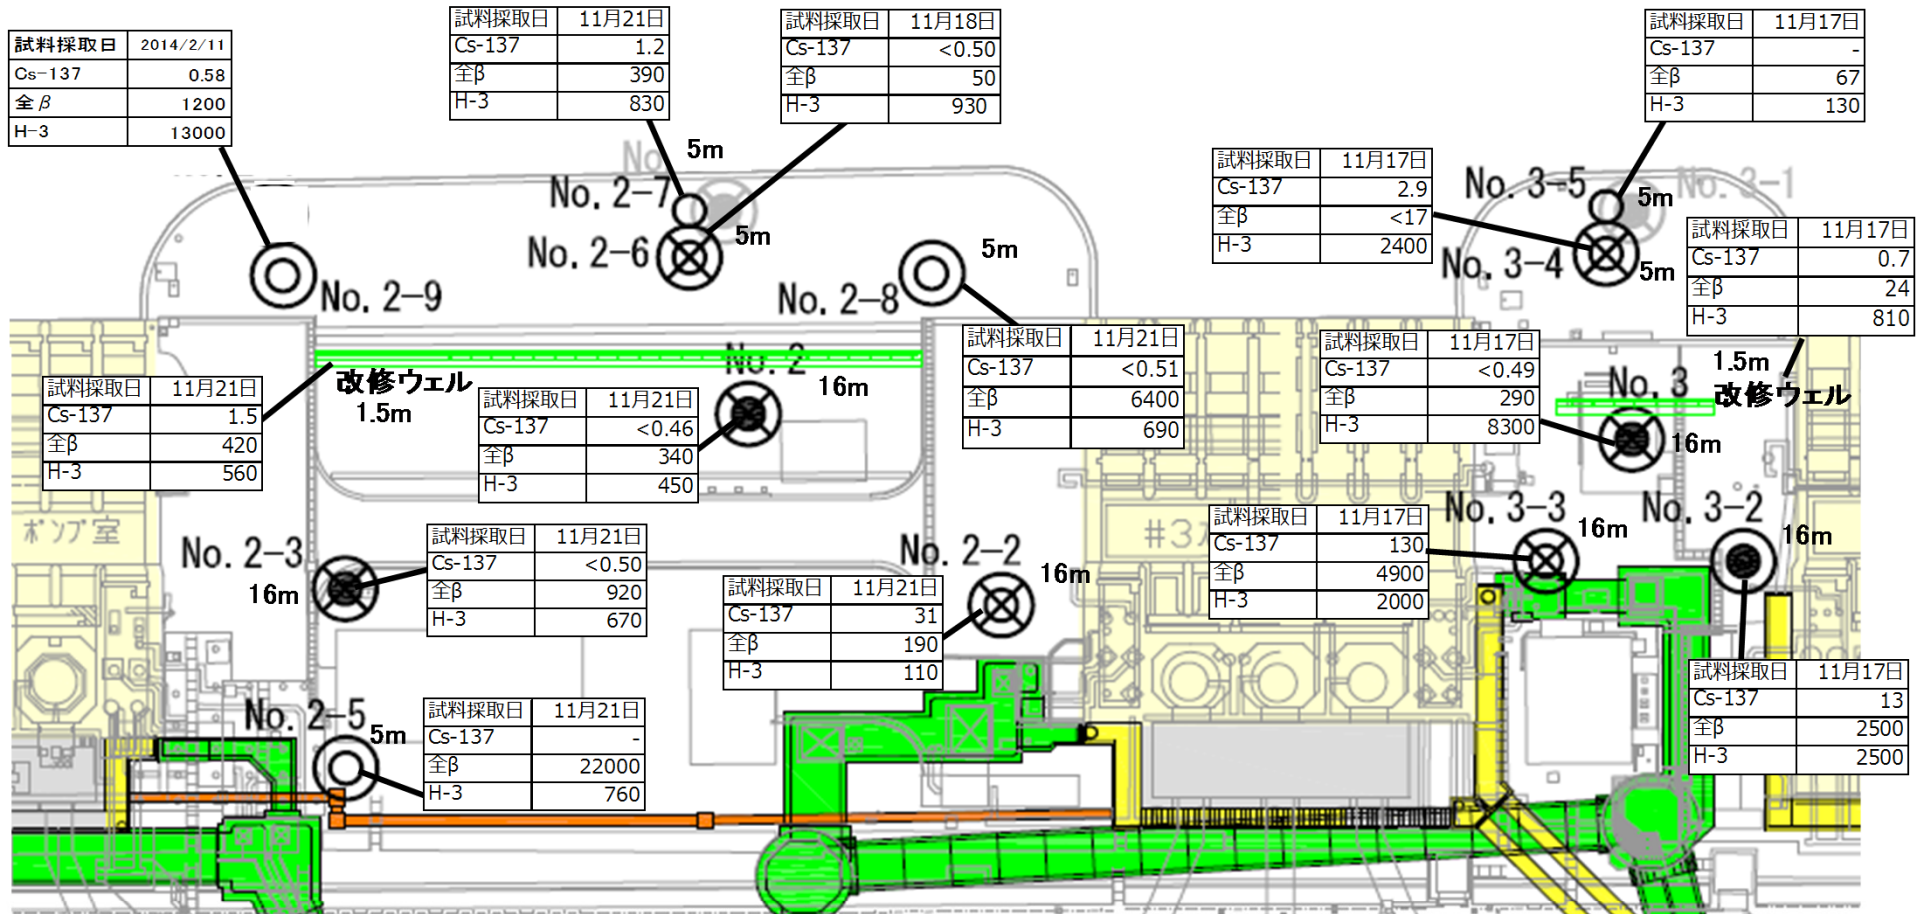 試料採取日 2014/2/11
Cs-137 0.58
全β 1200
H-3 13000
試料採取日 11月21日
Cs-137 1.2
全β 390
H-3 830
試料採取日 11月18日
Cs-137 <0.50
全β 50
H-3 930
試料採取日 11月17日
Cs-137 -
全β 67
H-3 130
試料採取日 11月17日
Cs-137 2.9
全β <17
H-3 2400
No
5m
No. 2-7
No. 2-6
5m
No. 2-9
No. 2-8
5m
No. 3-5
5m
No. 3-1
No. 3-4
5m
試料採取日 11月17日
Cs-137 0.7
全β 24
H-3 810
試料採取日 11月21日
Cs-137 1.5
全β 420
H-3 560
改修ウェル
1.5m
No. 2
16m
試料採取日 11月21日
Cs-137 <0.46
全β 340
H-3 450
試料採取日 11月21日
Cs-137 <0.51
全β 6400
H-3 690
試料採取日 11月17日
Cs-137 <0.49
全β 290
H-3 8300
No. 3
16m
1.5m
改修ウェル
ポンプ室
No. 2-3
16m
試料採取日 11月21日
Cs-137 <0.50
全β 920
H-3 670
No. 2-2
16m
試料採取日 11月21日
Cs-137 31
全β 190
H-3 110
#3
試料採取日 11月17日
Cs-137 130
全β 4900
H-3 2000
No. 3-3
16m
No. 3-2
16m
試料採取日 11月17日
Cs-137 13
全β 2500
H-3 2500
No. 2-5
5m
試料採取日 11月21日
Cs-137 -
全β 22000
H-3 760